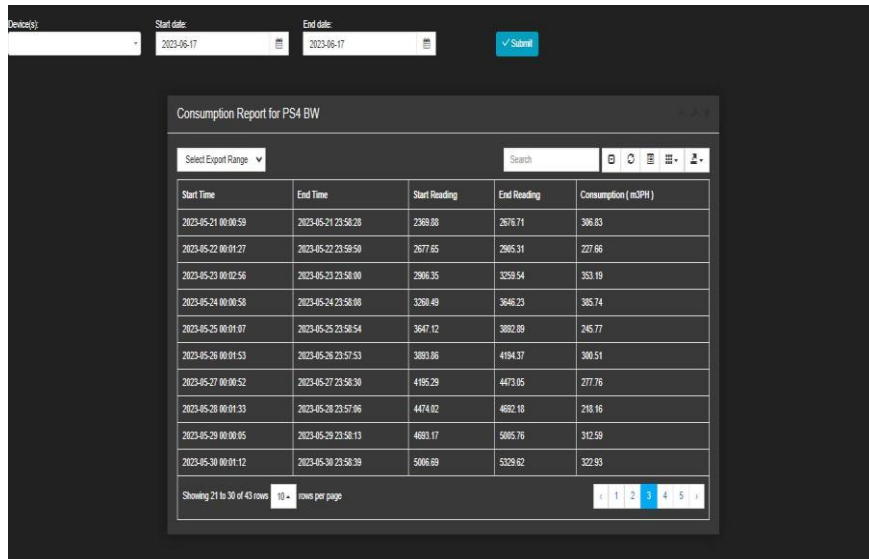 Device(s): Start date: End date:
2023-06-17 2023-06-17 Submit
Consumption Report for PS4 BW
Select Export Range Search
Start Time End Time Start Reading End Reading Consumption ( m3PH )
2023-05-21 00:00:59 2023-05-21 23:58:28 2369.88 2676.71 306.83
2023-05-22 00:01:27 2023-05-22 23:59:50 2677.65 2905.31 227.66
2023-05-23 00:02:56 2023-05-23 23:58:00 2906.35 3259.54 353.19
2023-05-24 00:00:58 2023-05-24 23:58:08 3260.49 3646.23 385.74
2023-05-25 00:01:07 2023-05-25 23:58:54 3647.12 3892.89 245.77
2023-05-26 00:01:53 2023-05-26 23:57:53 3893.86 4194.37 300.51
2023-05-27 00:00:52 2023-05-27 23:58:30 4195.29 4473.05 277.76
2023-05-28 00:01:33 2023-05-28 23:57:06 4474.02 4692.18 218.16
2023-05-29 00:00:05 2023-05-29 23:58:13 4693.17 5005.76 312.59
2023-05-30 00:01:12 2023-05-30 23:58:39 5006.69 5329.62 322.93
Showing 21 to 30 of 43 rows 10 rows per page ‹ 1 2 3 4 5 ›